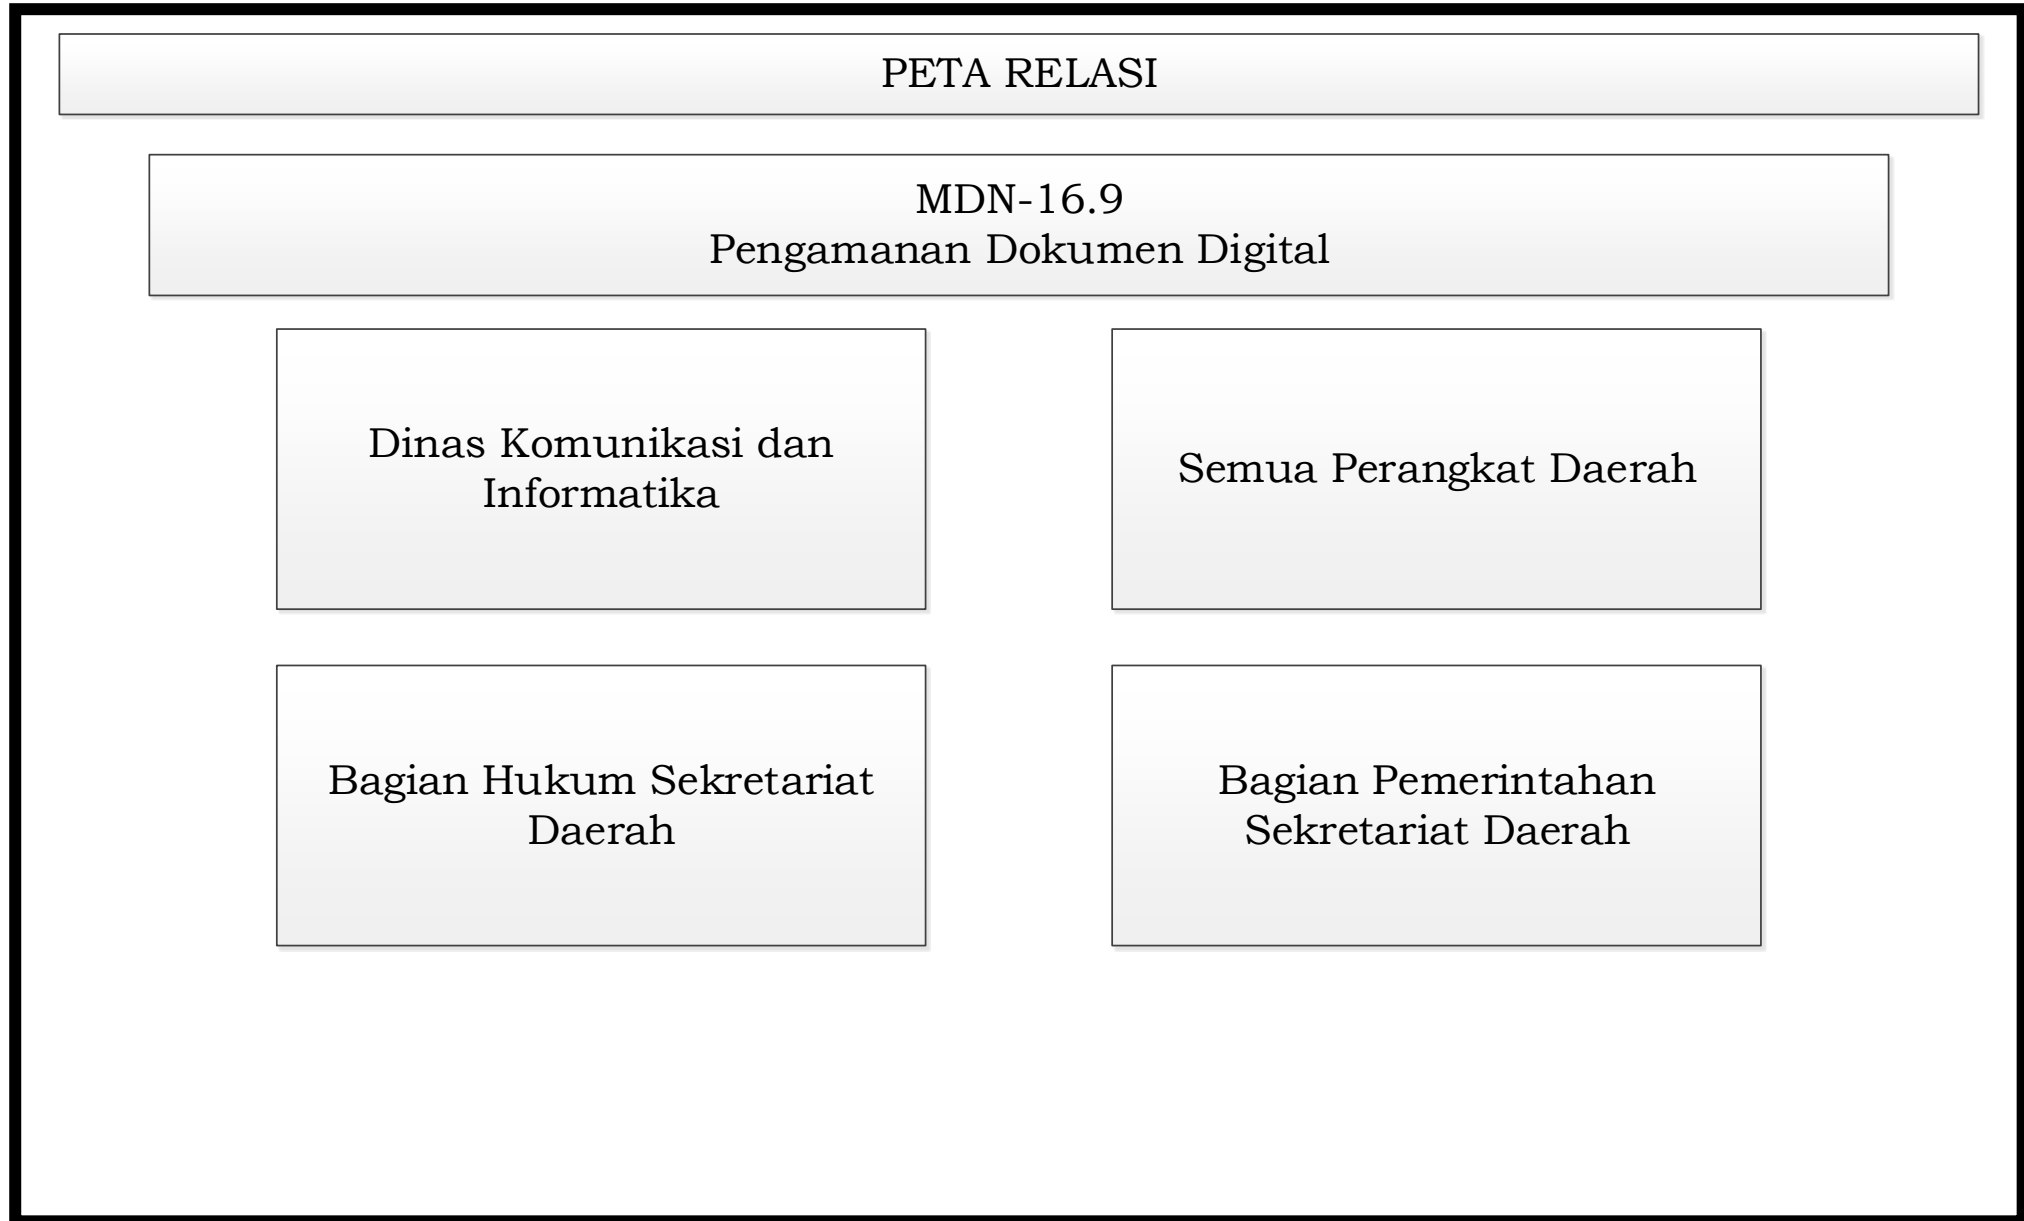 PETA RELASI
MDN-16.9
Pengamanan Dokumen Digital
Dinas Komunikasi dan
Informatika
Semua Perangkat Daerah
Bagian Hukum Sekretariat
Daerah
Bagian Pemerintahan
Sekretariat Daerah